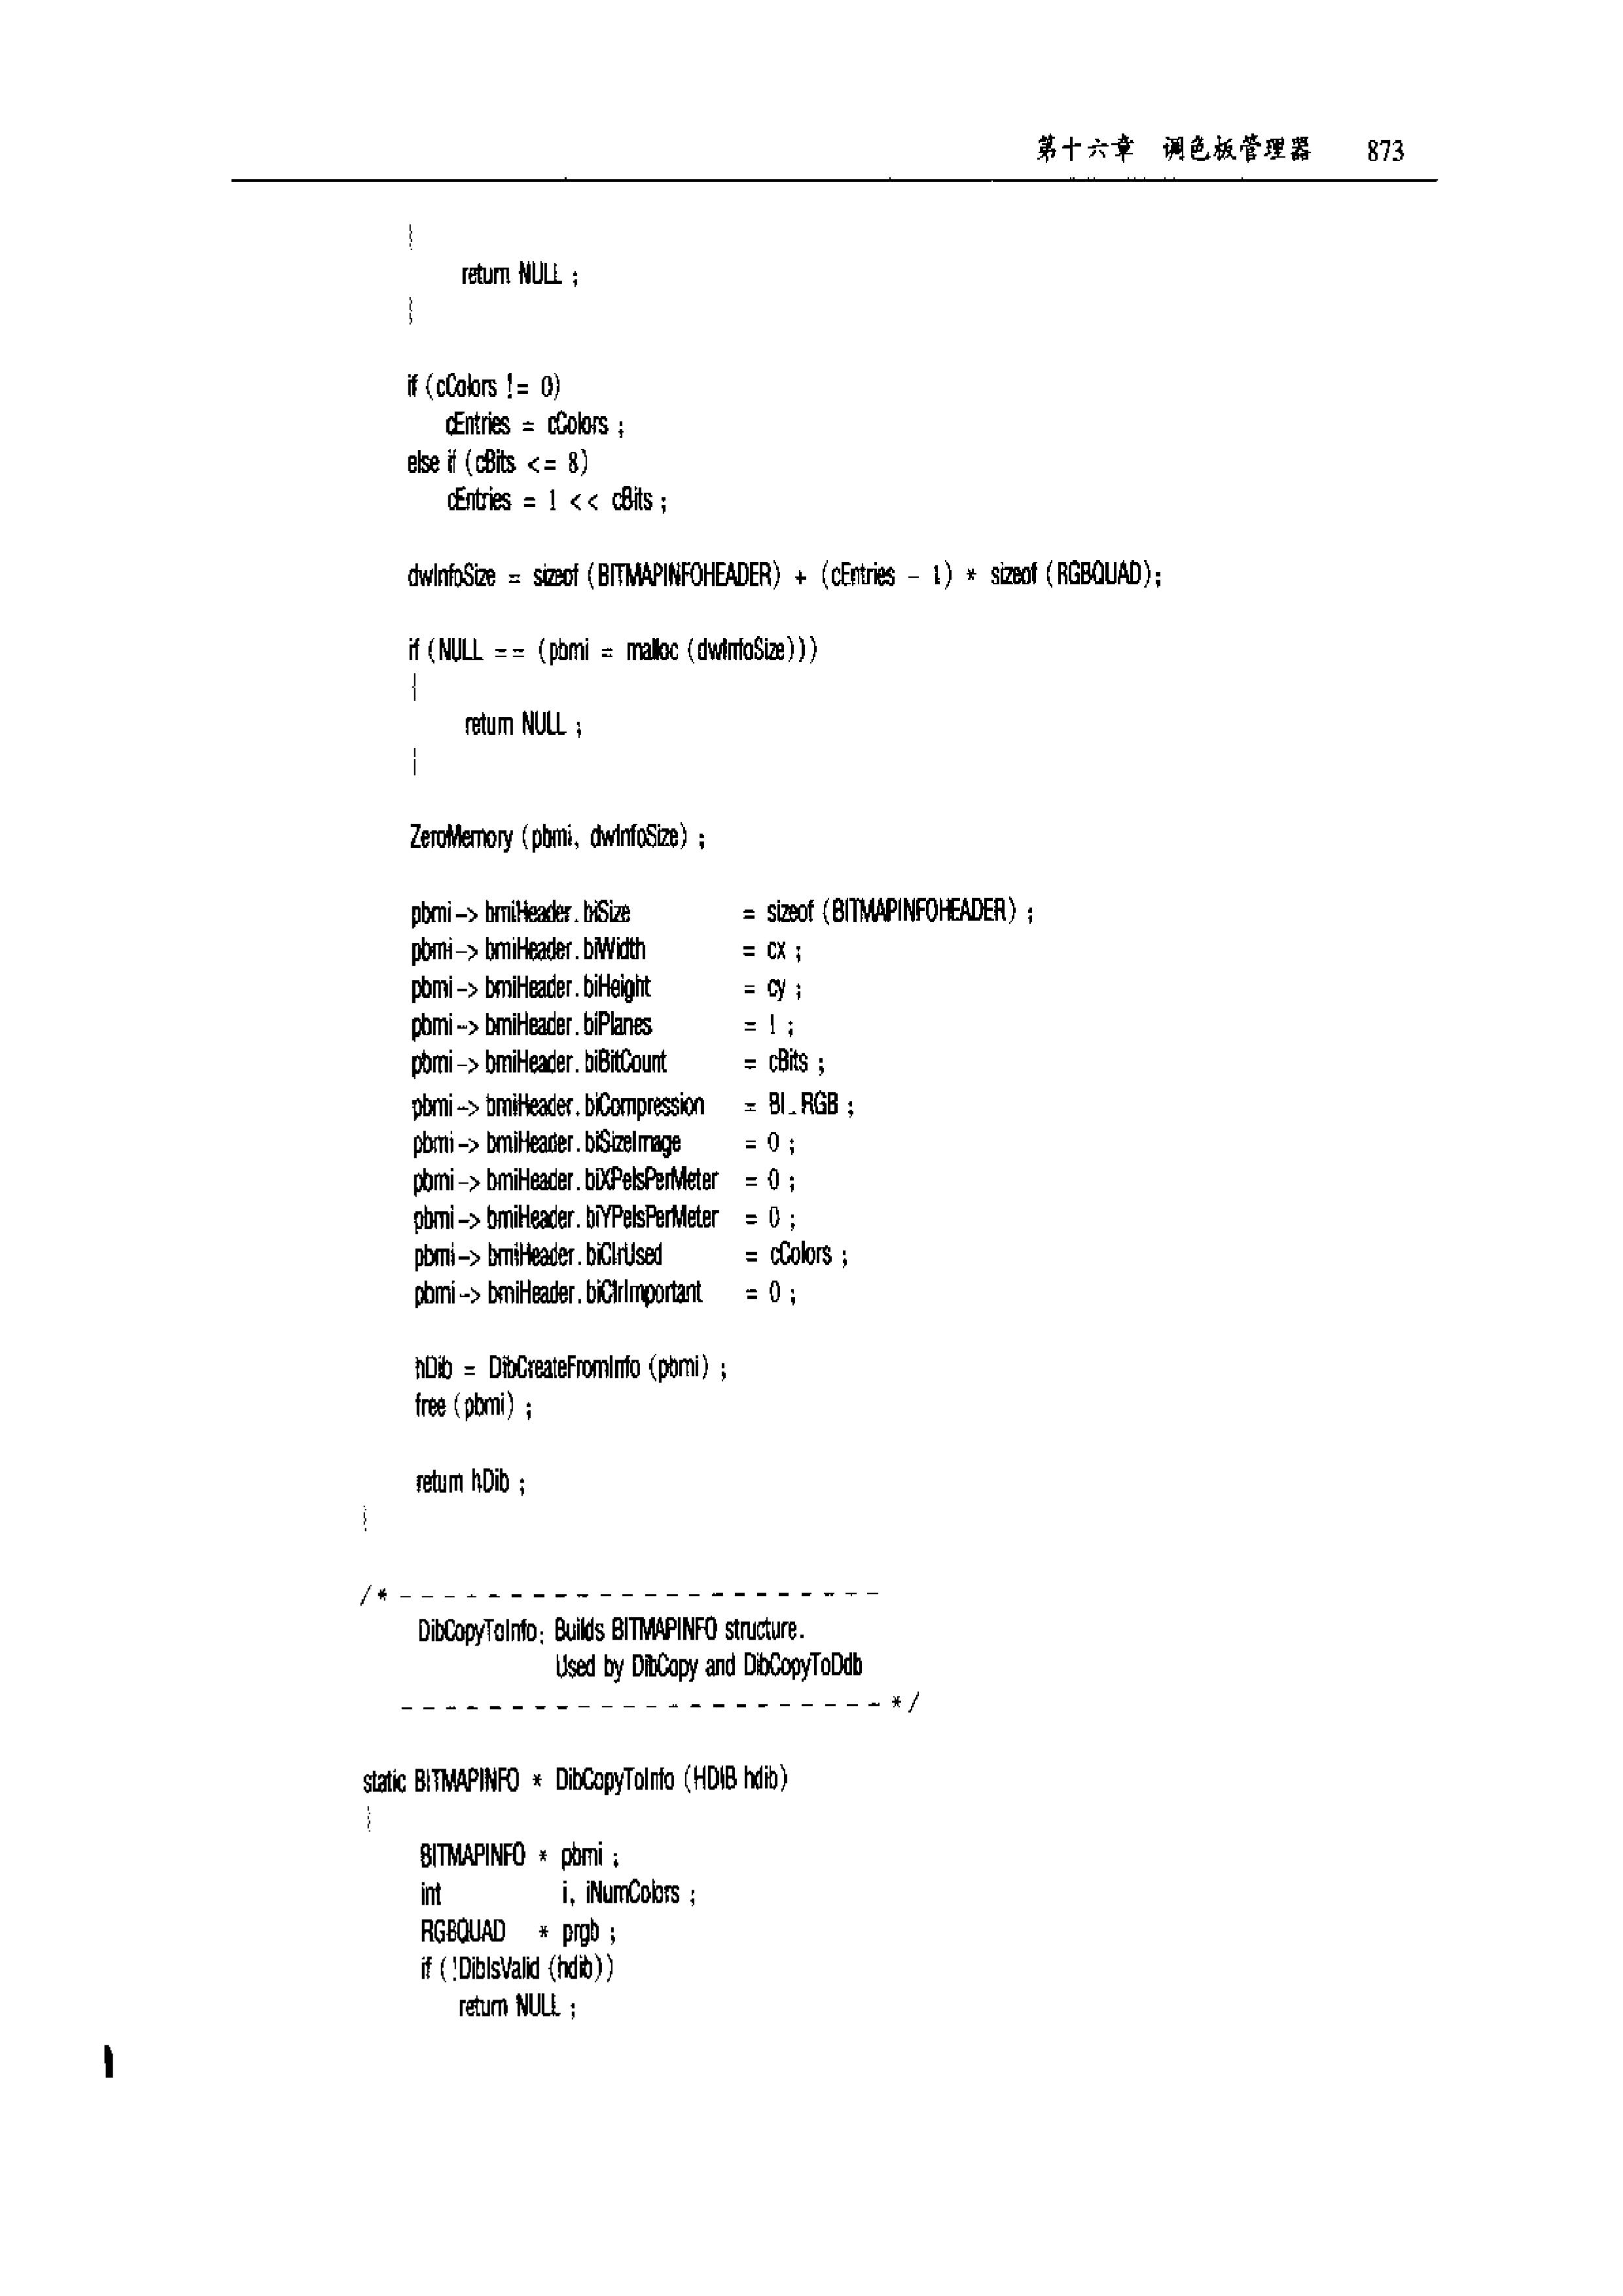 第十六章 调色板管理器 873
{
return NULL ;
}
if (cColors != 0)
cEntries = cColors ;
else if (cBits <= 8)
cEntries = 1 << cBits ;
dwInfoSize = sizeof (BITMAPINFOHEADER) + (cEntries - 1) * sizeof (RGBQUAD);
if (NULL == (pbmi = malloc (dwInfoSize)))
{
return NULL ;
}
ZeroMemory (pbmi, dwInfoSize) ;
pbmi -> bmiHeader.biSize = sizeof (BITMAPINFOHEADER) ;
pbmi -> bmiHeader.biWidth = cx ;
pbmi -> bmiHeader.biHeight = cy ;
pbmi -> bmiHeader.biPlanes = 1 ;
pbmi -> bmiHeader.biBitCount = cBits ;
pbmi -> bmiHeader.biCompression = BI_RGB ;
pbmi -> bmiHeader.biSizeImage = 0 ;
pbmi -> bmiHeader.biXPelsPerMeter = 0 ;
pbmi -> bmiHeader.biYPelsPerMeter = 0 ;
pbmi -> bmiHeader.biClrUsed = cColors ;
pbmi -> bmiHeader.biClrImportant = 0 ;
hDib = DibCreateFromInfo (pbmi) ;
free (pbmi) ;
return hDib ;
}
/* - - - - - - - - - - - - - - - - - - - - - -
DibCopyToInfo: Builds BITMAPINFO structure.
Used by DibCopy and DibCopyToDdb
- - - - - - - - - - - - - - - - - - - - - - */
static BITMAPINFO * DibCopyToInfo (HDIB hdib)
{
BITMAPINFO * pbmi ;
int i, iNumColors ;
RGBQUAD * prgb ;
if (!DibIsValid (hdib))
return NULL ;